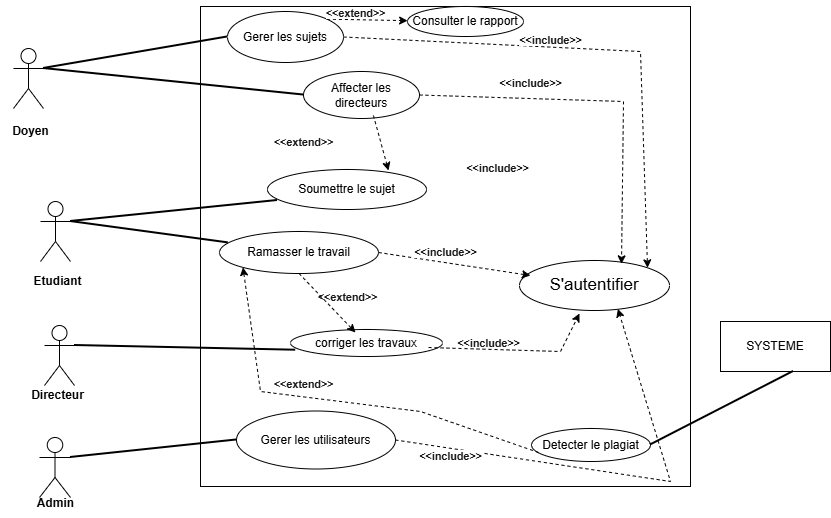 <<extend>>
Consulter le rapport
Gerer les sujets
<<include>>
Affecter les
directeurs
<<include>>
Doyen
<<extend>>
<<include>>
Soumettre le sujet
Ramasser le travail
<<include>>
Etudiant
S'autentifier
<<extend>>
corriger les travaux
<<include>>
SYSTEME
Directeur
<<extend>>
Gerer les utilisateurs
Detecter le plagiat
<<include>>
Admin